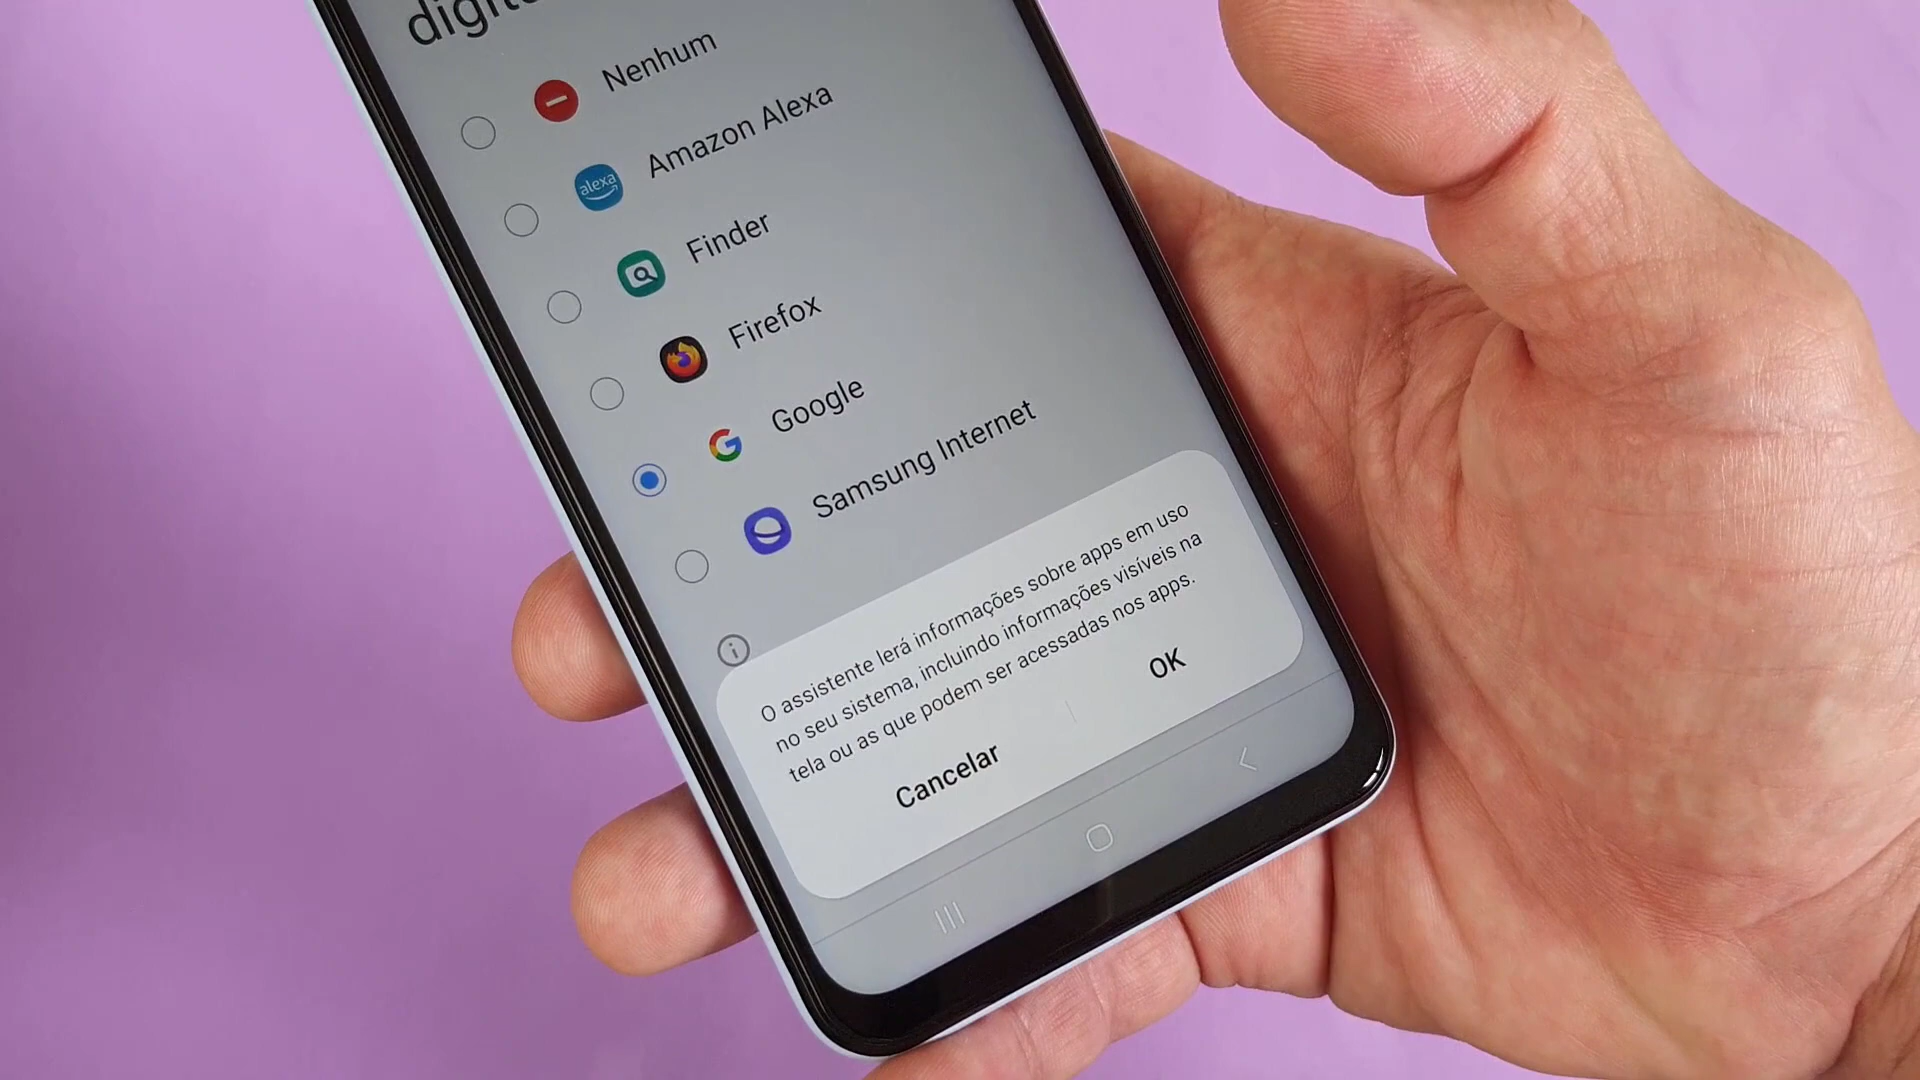 Nenhum
alexa
Amazon Alexa
Finder
Firefox
Google
Samsung Internet
O assistente lerá informações sobre apps em uso
no seu sistema, incluindo informações visíveis na
tela ou as que podem ser acessadas nos apps.
Cancelar
OK